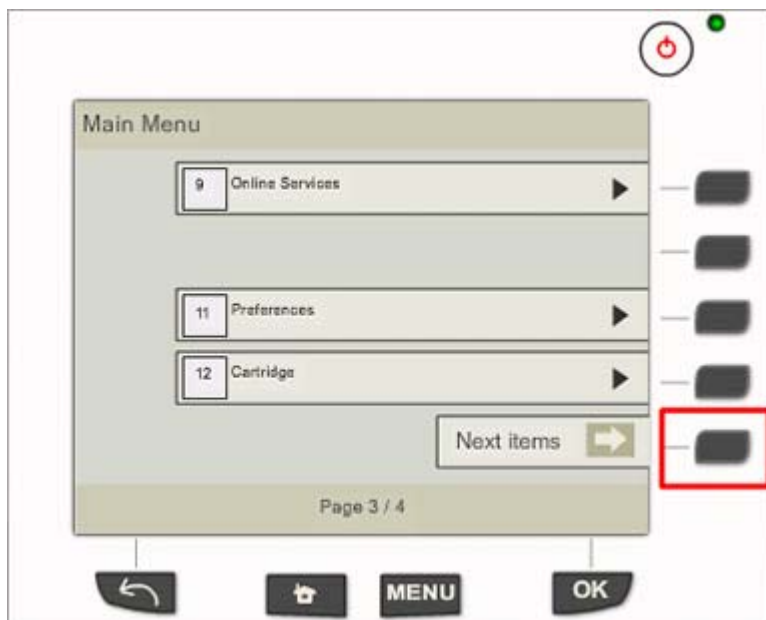 Main Menu
9 Online Services
11 Preferences
12 Cartridge
Next items
Page 3 / 4
MENU
OK